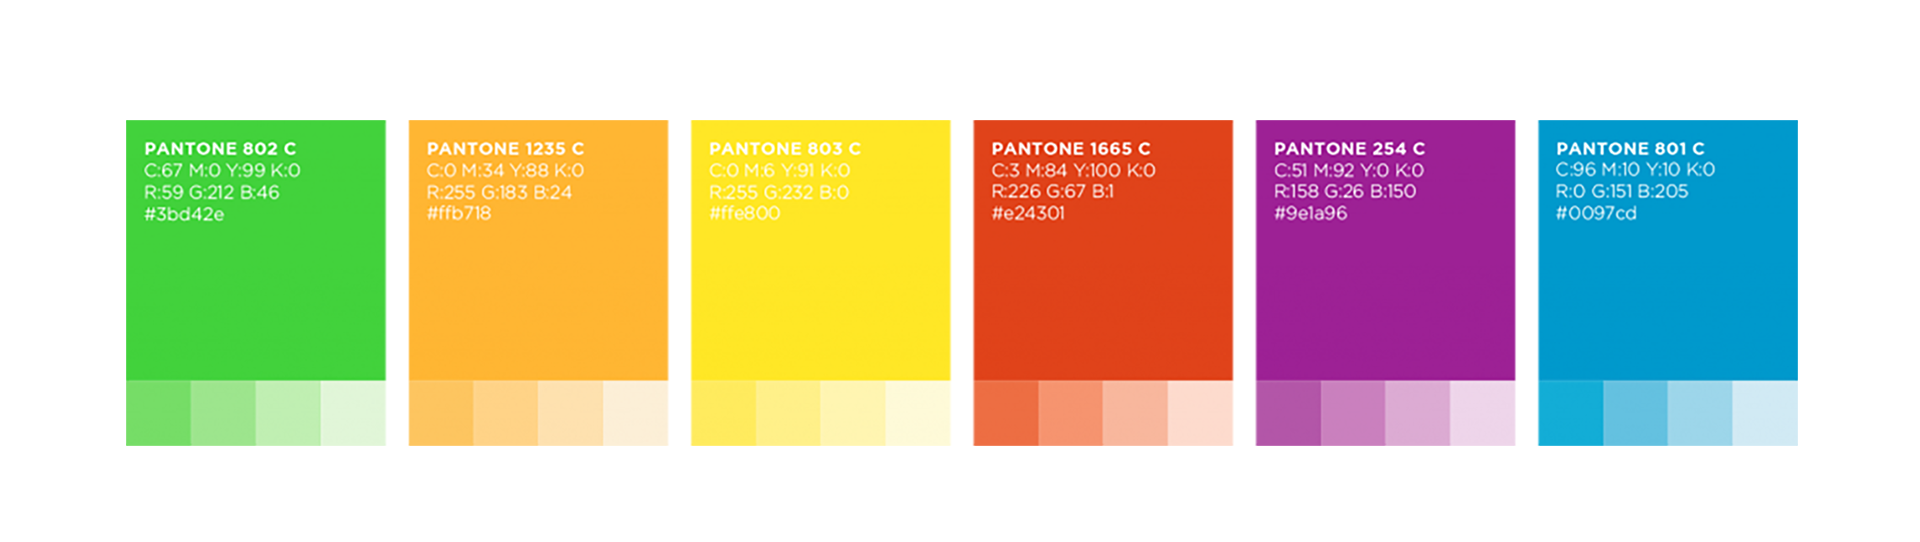 PANTONE 802 C
C:67 M:0 Y:99 K:0
R:59 G:212 B:46
#3bd42e
PANTONE 1235 C
C:0 M:34 Y:88 K:0
R:255 G:183 B:24
#ffb718
PANTONE 803 C
C:0 M:6 Y:91 K:0
R:255 G:232 B:0
#ffe800
PANTONE 1665 C
C:3 M:84 Y:100 K:0
R:226 G:67 B:1
#e24301
PANTONE 254 C
C:51 M:92 Y:0 K:0
R:158 G:26 B:150
#9e1a96
PANTONE 801 C
C:96 M:10 Y:10 K:0
R:0 G:151 B:205
#0097cd